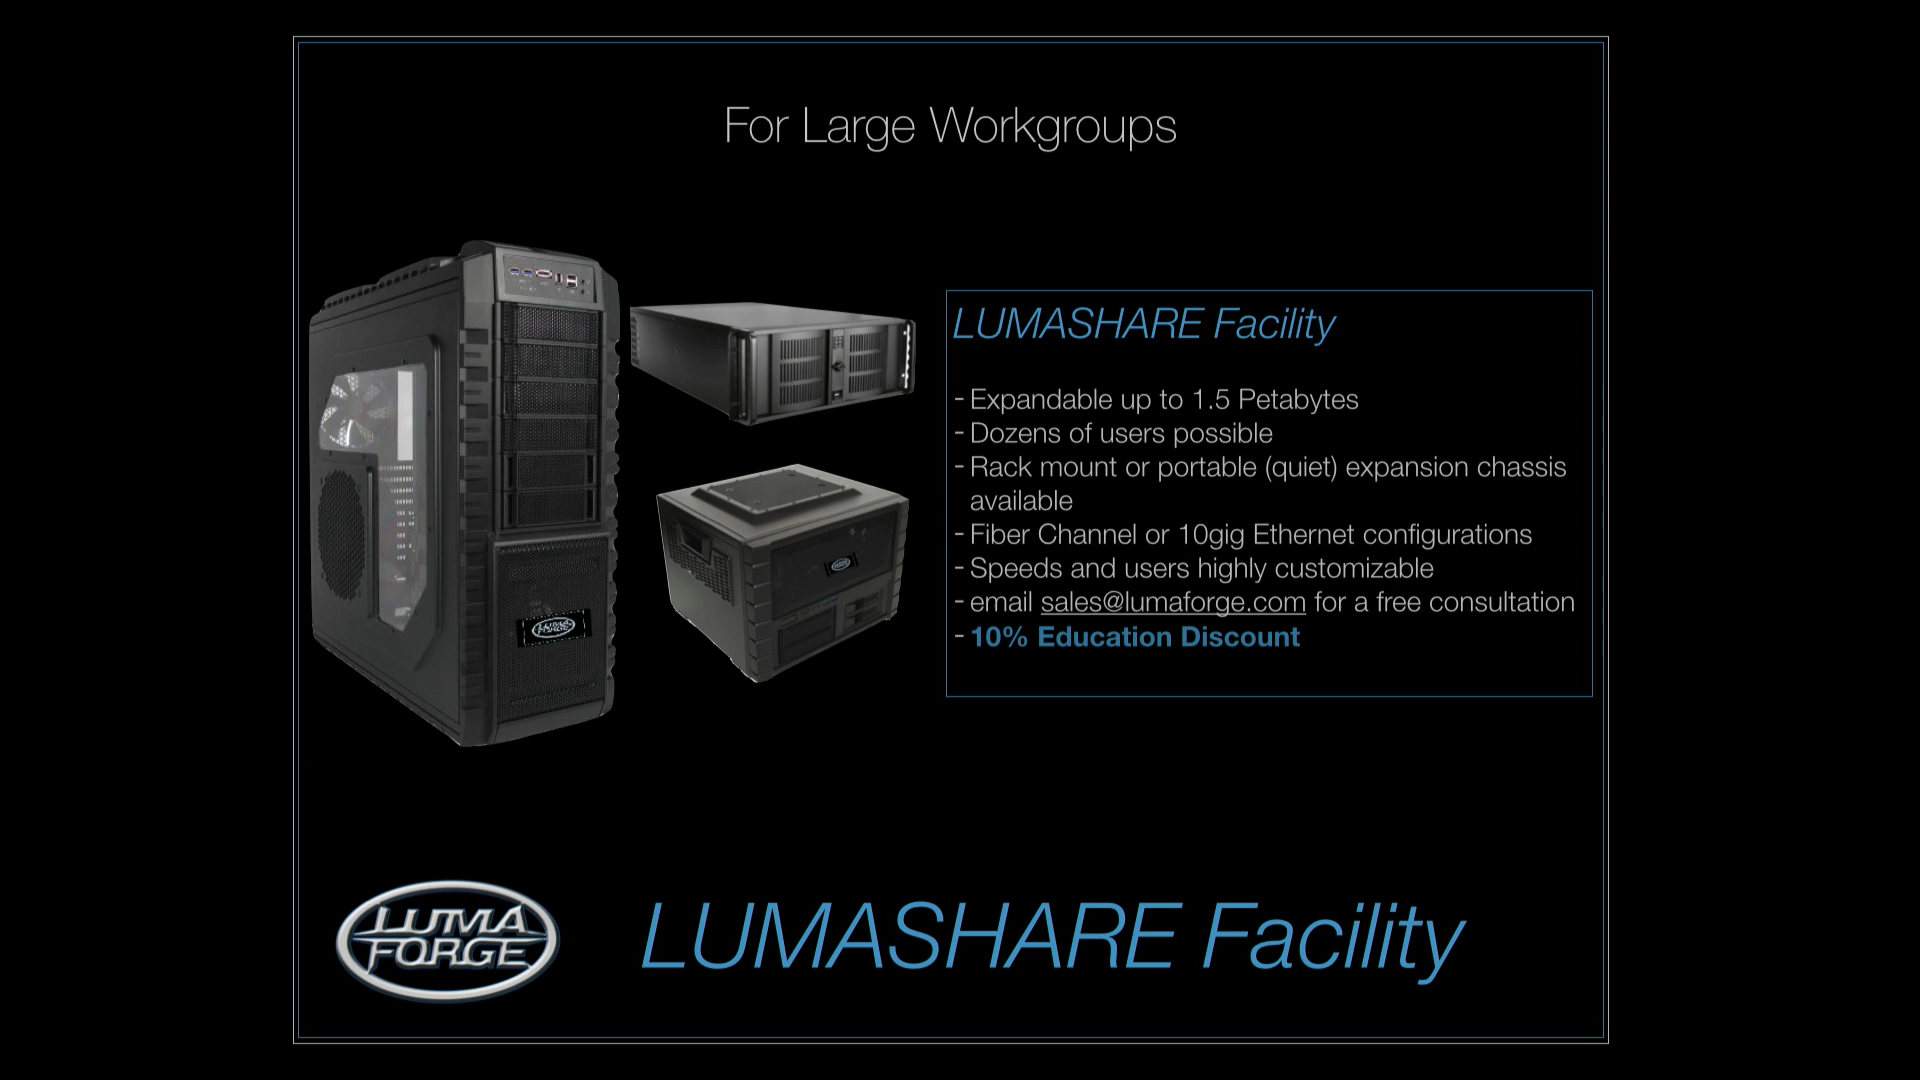 For Large Workgroups
LUMASHARE Facility
- Expandable up to 1.5 Petabytes
- Dozens of users possible
- Rack mount or portable (quiet) expansion chassis
available
- Fiber Channel or 10gig Ethernet configurations
- Speeds and users highly customizable
- email sales@lumaforge.com for a free consultation
- 10% Education Discount
LUMA
FORGE
LUMA
FORGE
LUMASHARE Facility